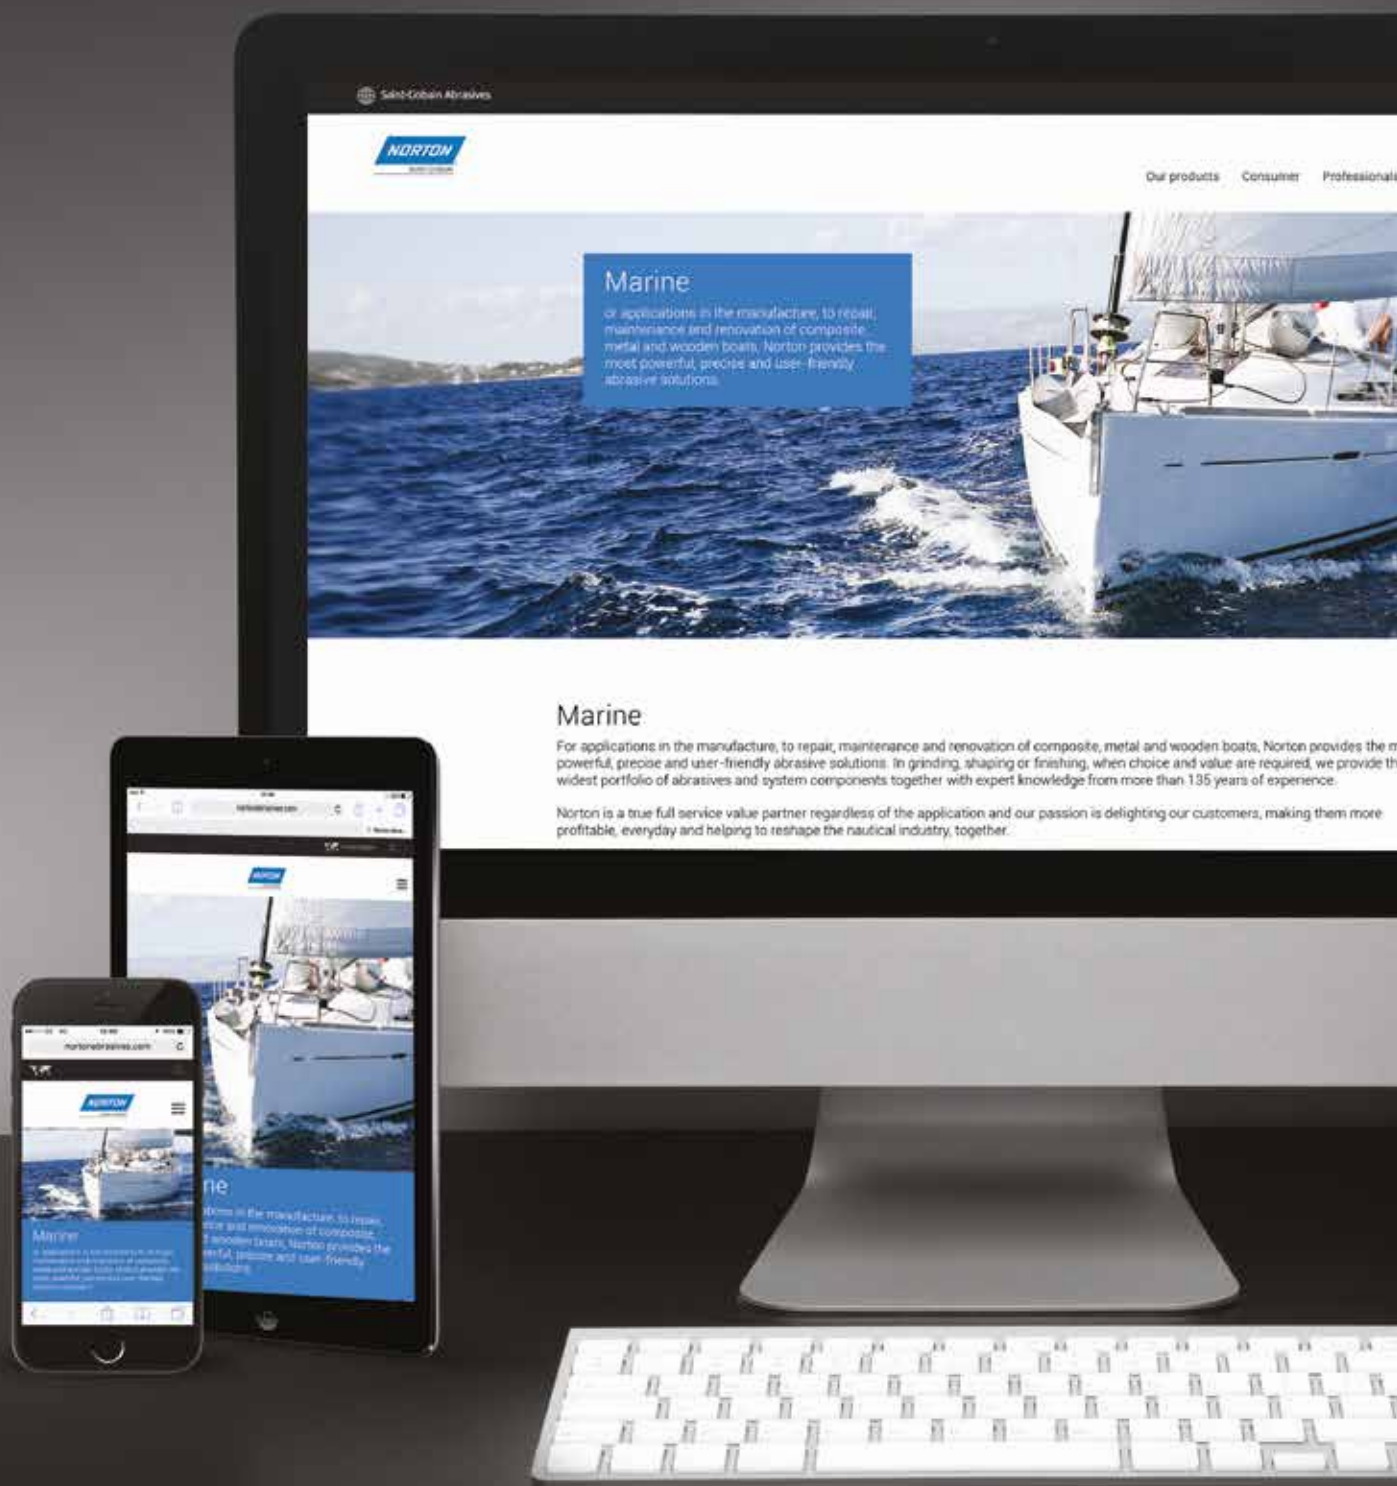 Saint-Gobain Abrasives
NORTON
SAINT-GOBAIN
Our products Consumer Professionals
Marine
or applications in the manufacture, to repair,
maintenance and renovation of composite,
metal and wooden boats, Norton provides the
most powerful, precise and user-friendly
abrasive solutions.
Marine
For applications in the manufacture, to repair, maintenance and renovation of composite, metal and wooden boats, Norton provides the m
powerful, precise and user-friendly abrasive solutions. In grinding, shaping or finishing, when choice and value are required, we provide th
widest portfolio of abrasives and system components together with expert knowledge from more than 135 years of experience.
Norton is a true full service value partner regardless of the application and our passion is delighting our customers, making them more
profitable, everyday and helping to reshape the nautical industry, together.
nortonabrasives.com
NORTON
ne
ations in the manufacture, to repair,
nce and renovation of composite,
d wooden boats, Norton provides the
werful, precise and user-friendly
solutions.
nortonabrasives.com
NORTON
Marine